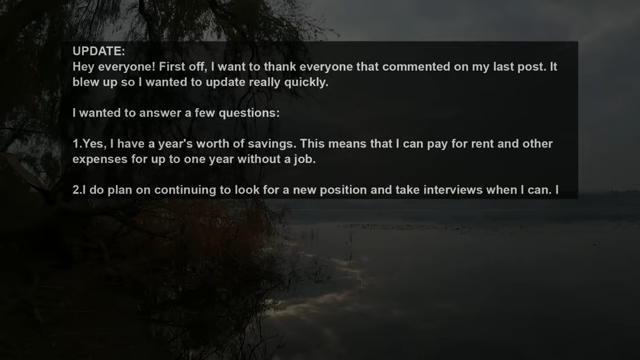 UPDATE:
Hey everyone! First off, I want to thank everyone that commented on my last post. It
blew up so I wanted to update really quickly.
I wanted to answer a few questions:
1.Yes, I have a year's worth of savings. This means that I can pay for rent and other
expenses for up to one year without a job.
2.I do plan on continuing to look for a new position and take interviews when I can. I